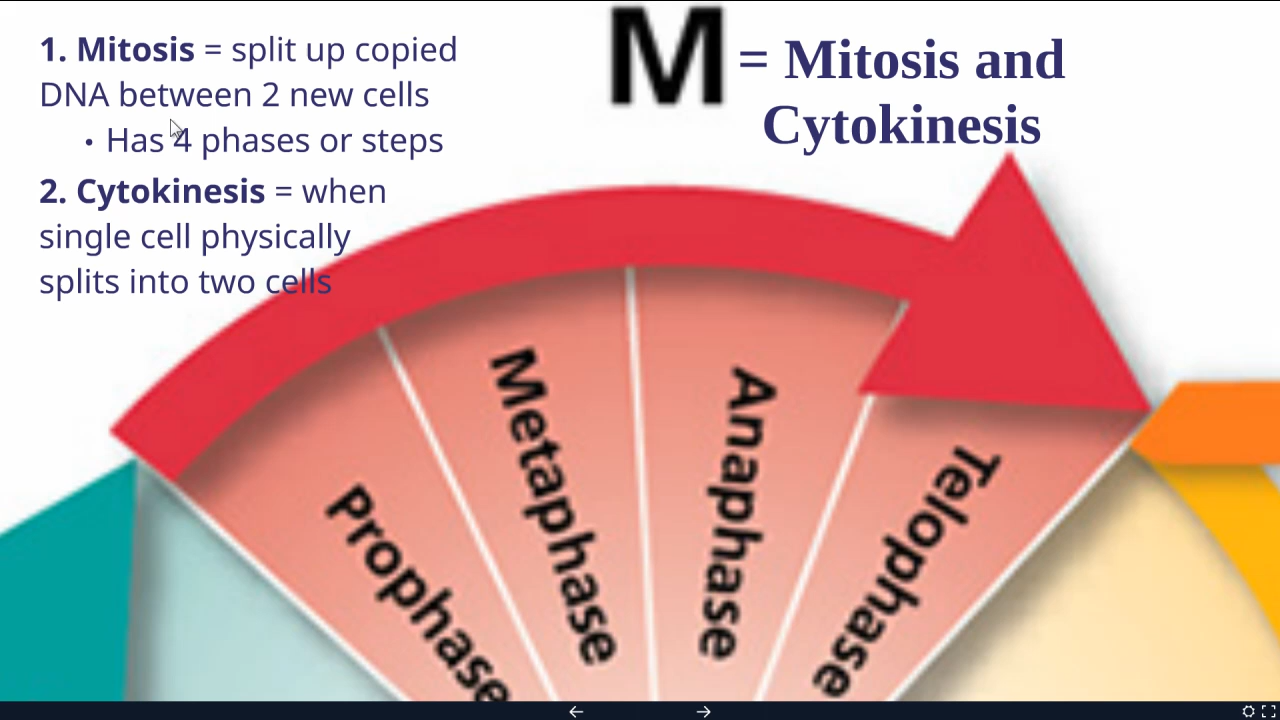 1. Mitosis = split up copied
DNA between 2 new cells
• Has 4 phases or steps
2. Cytokinesis = when
single cell physically
splits into two cells
M = Mitosis and
Cytokinesis
Prophase
Metaphase
Anaphase
Telophase